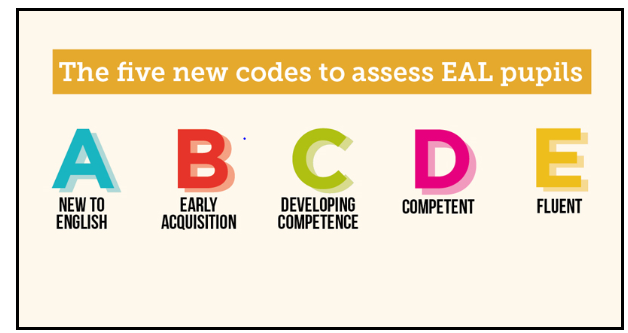 The five new codes to assess EAL pupils
A B C D E
NEW TO ENGLISH
EARLY ACQUISITION
DEVELOPING COMPETENCE
COMPETENT
FLUENT